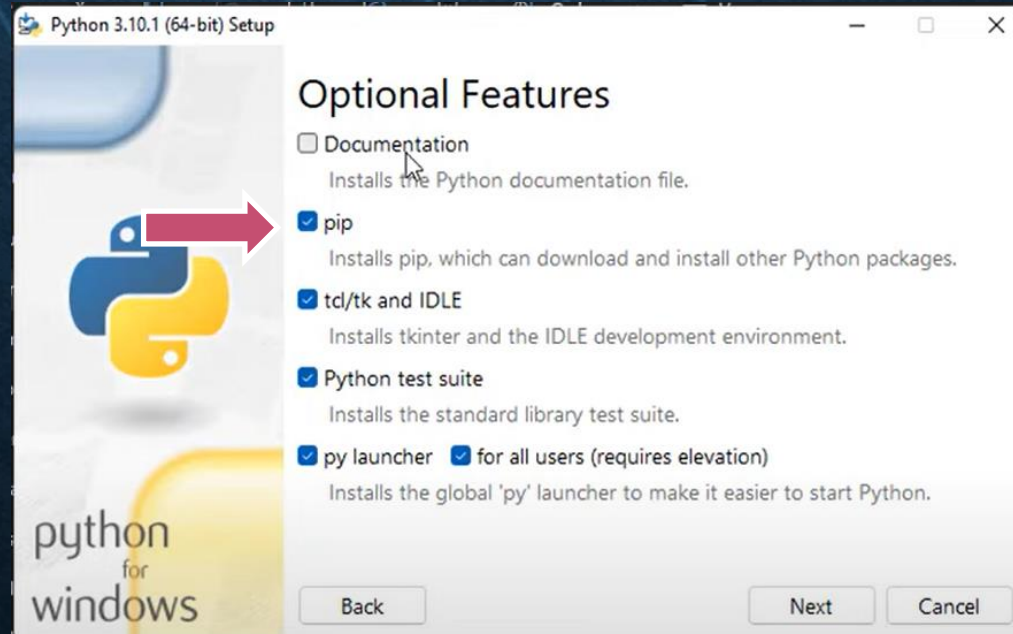 Python 3.10.1 (64-bit) Setup
Optional Features
Documentation
Installs the Python documentation file.
pip
Installs pip, which can download and install other Python packages.
tcl/tk and IDLE
Installs tkinter and the IDLE development environment.
Python test suite
Installs the standard library test suite.
py launcher for all users (requires elevation)
Installs the global 'py' launcher to make it easier to start Python.
python
for
windows
Back Next Cancel